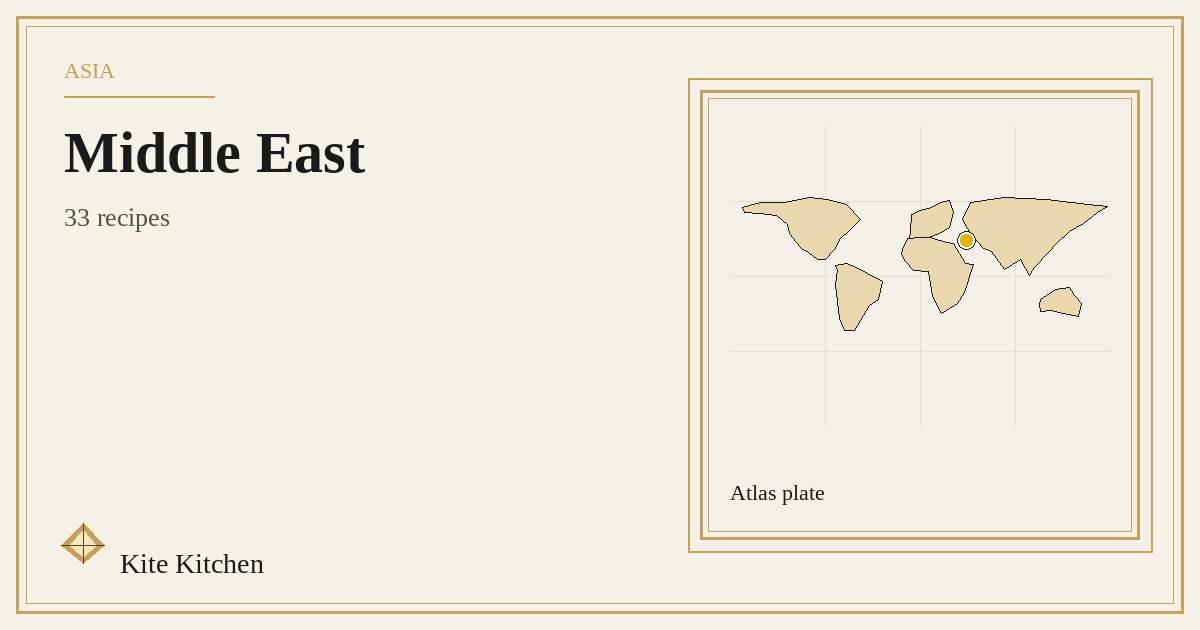 ASIA
Middle East
33 recipes
Atlas plate
Kite Kitchen